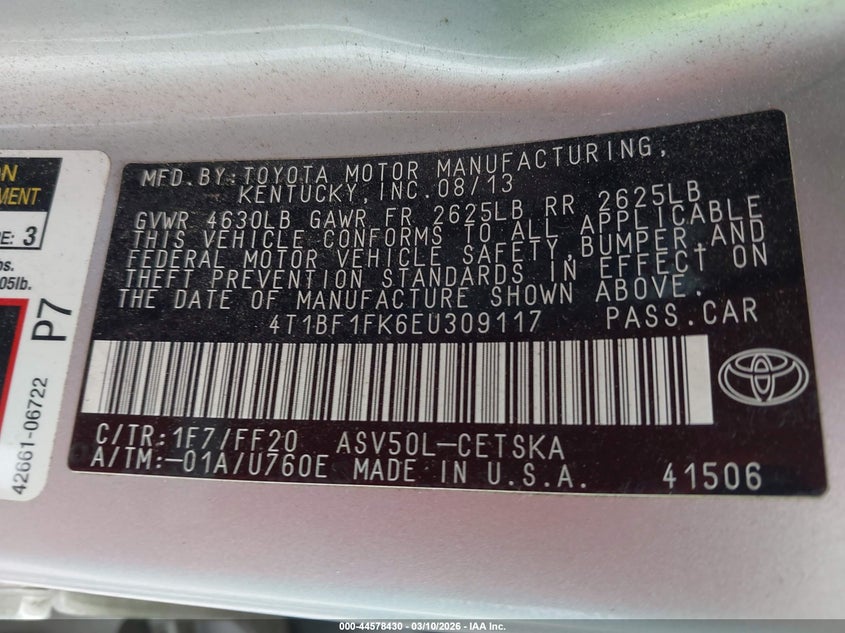 MFD.BY:TOYOTA MOTOR MANUFACTURING,
KENTUCKY,INC.08/13
GVWR 4630LB GAWR FR 2625LB RR 2625LB
THIS VEHICLE CONFORMS TO ALL APPLICABLE
FEDERAL MOTOR VEHICLE SAFETY,BUMPER,AND
THEFT PREVENTION STANDARDS IN EFFECT ON
THE DATE OF MANUFACTURE SHOWN ABOVE.
4T1BF1FK6EU309117 PASS.CAR
C/TR:1F7/FF20 ASV50L-CETSKA
A/TM:-01A/U760E MADE IN U.S.A. 41506
3
05lb.
P7
42661-06722
000-44578430 - 03/10/2026 - IAA Inc.